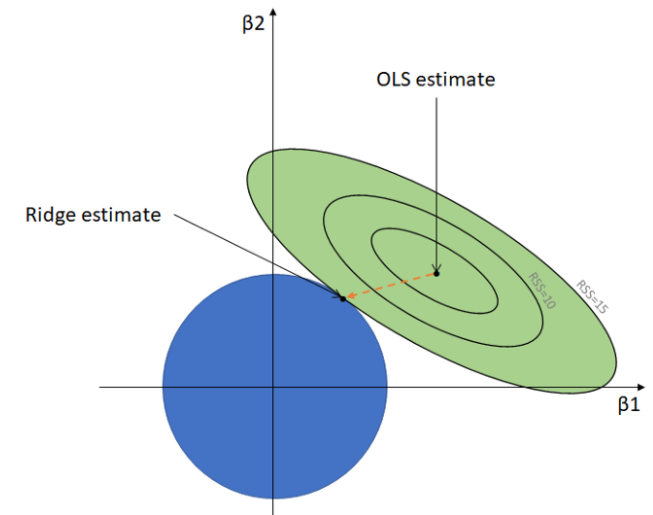 β2
OLS estimate
Ridge estimate
RSS=10
RSS=15
β1